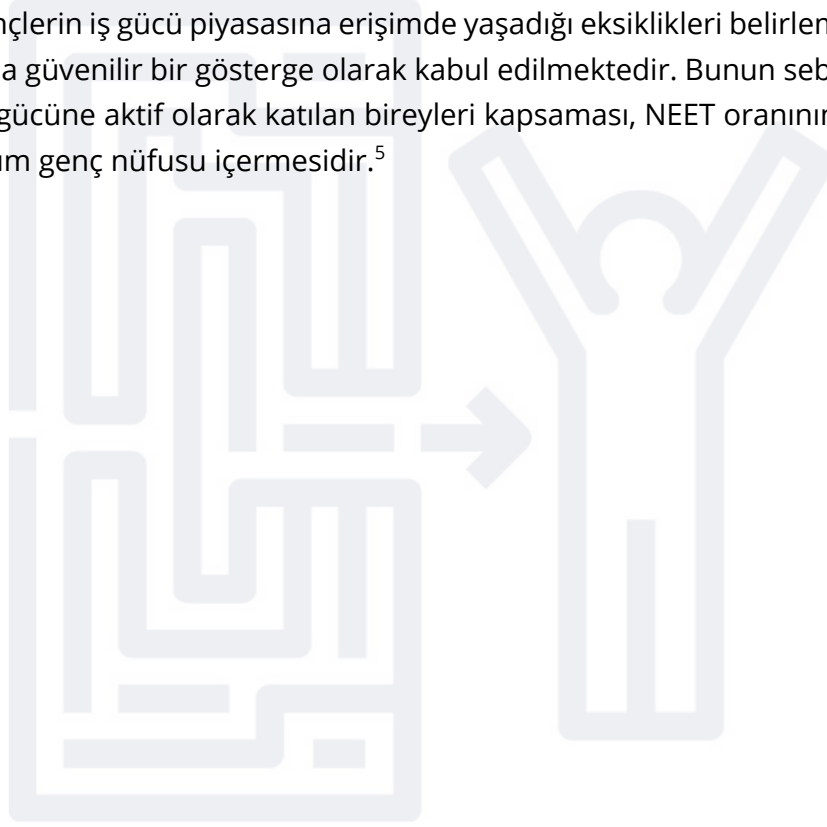 nçlerin iş gücü piyasasına erişimde yaşadığı eksiklikleri belirlen
a güvenilir bir gösterge olarak kabul edilmektedir. Bunun seb
gücüne aktif olarak katılan bireyleri kapsaması, NEET oranının
ım genç nüfusu içermesidir.⁵